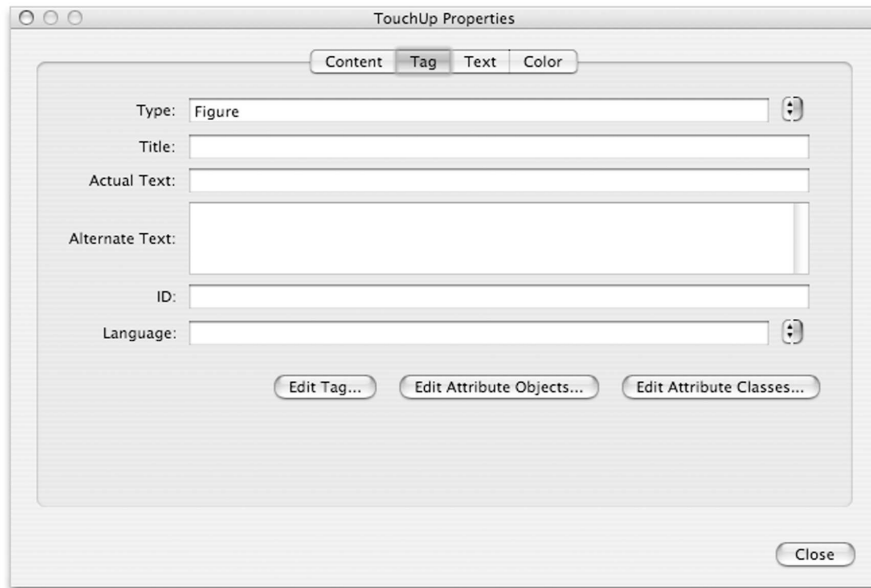 TouchUp Properties
Content Tag Text Color
Type: Figure
Title:
Actual Text:
Alternate Text:
ID:
Language:
Edit Tag... Edit Attribute Objects... Edit Attribute Classes...
Close